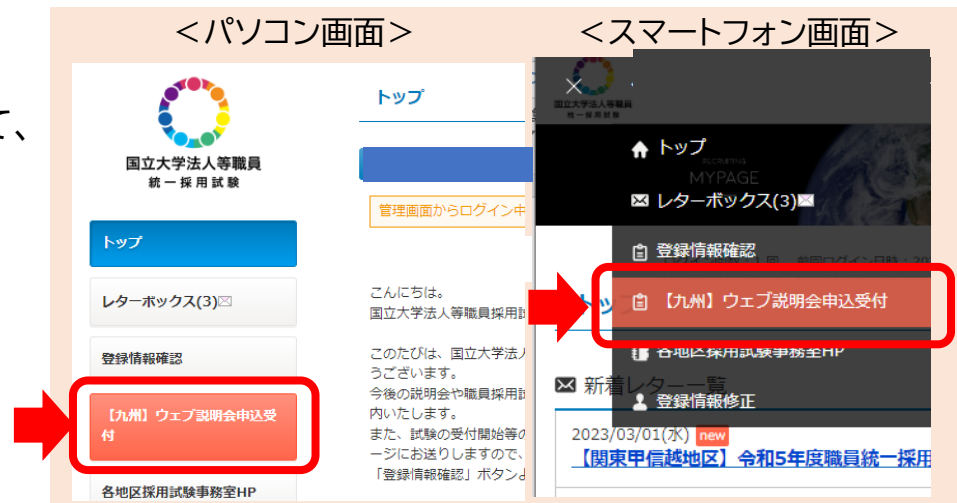 て、
＜パソコン画面＞
国立大学法人等職員
統一採用試験
トップ
レターボックス(3)
登録情報確認
【九州】ウェブ説明会申込受
付
各地区採用試験事務室HP
トップ
管理画面からログイン中
こんにちは。
国立大学法人等職員採用試
このたびは、国立大学法人
うございます。
今後の説明会や職員採用試
内いたします。
また、試験の受付開始等の
ージにお送りしますので、
「登録情報確認」ボタンよ
＜スマートフォン画面＞
国立大学法人等職員
統一採用試験
トップ
RECRUITING
MYPAGE
レターボックス(3)
登録情報確認
前回ログイン日時：20
トッ
【九州】ウェブ説明会申込受付
各地区採用試験事務室HP
新着レター一覧
登録情報修正
2023/03/01(水) new
【関東甲信越地区】令和5年度職員統一採用